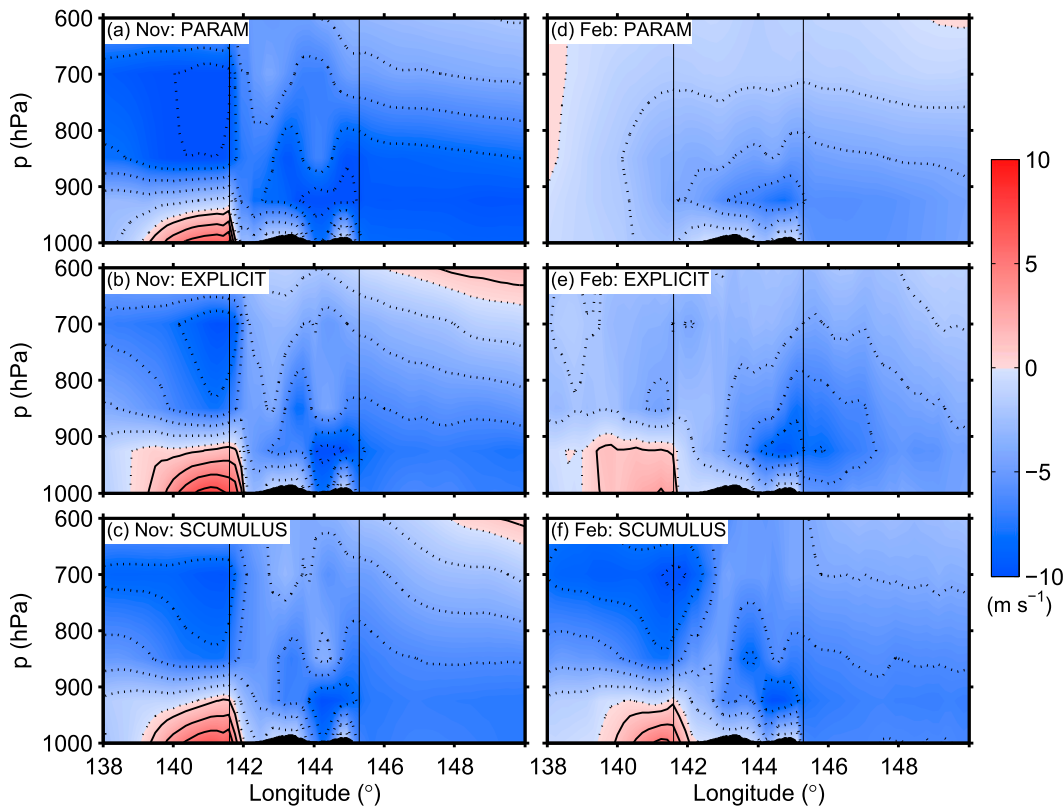 (a) Nov: PARAM
(d) Feb: PARAM
600
700
800
900
1000
p (hPa)
(b) Nov: EXPLICIT
(e) Feb: EXPLICIT
600
700
800
900
1000
p (hPa)
(c) Nov: SCUMULUS
(f) Feb: SCUMULUS
600
700
800
900
1000
p (hPa)
138 140 142 144 146 148
138 140 142 144 146 148
Longitude (°)
Longitude (°)
10
5
0
−5
−10
(m s⁻¹)